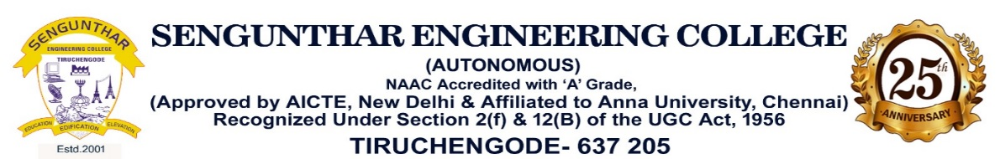 SENGUNTHAR
ENGINEERING COLLEGE
TIRUCHENGODE
EDUCATION EDIFICATION ELEVATION
Estd.2001
SENGUNTHAR ENGINEERING COLLEGE
(AUTONOMOUS)
NAAC Accredited with ‘A’ Grade,
(Approved by AICTE, New Delhi & Affiliated to Anna University, Chennai)
Recognized Under Section 2(f) & 12(B) of the UGC Act, 1956
TIRUCHENGODE- 637 205
25th
ANNIVERSARY